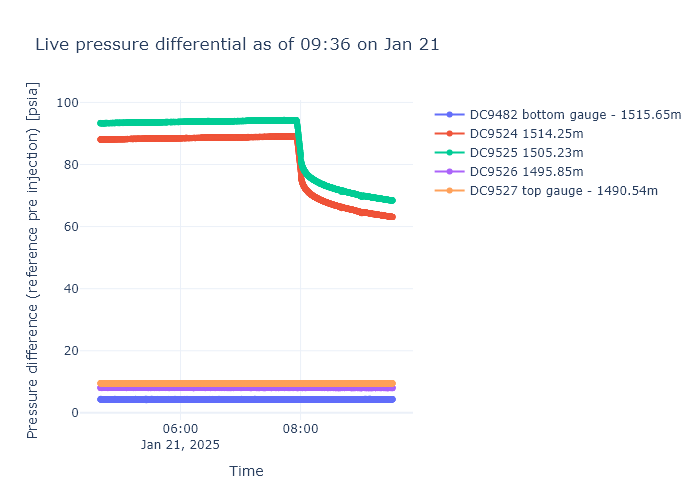 Live pressure differential as of 09:36 on Jan 21
Pressure difference (reference pre injection) [psia]
100
80
60
40
20
0
06:00
Jan 21, 2025
08:00
Time
DC9482 bottom gauge - 1515.65m
DC9524 1514.25m
DC9525 1505.23m
DC9526 1495.85m
DC9527 top gauge - 1490.54m